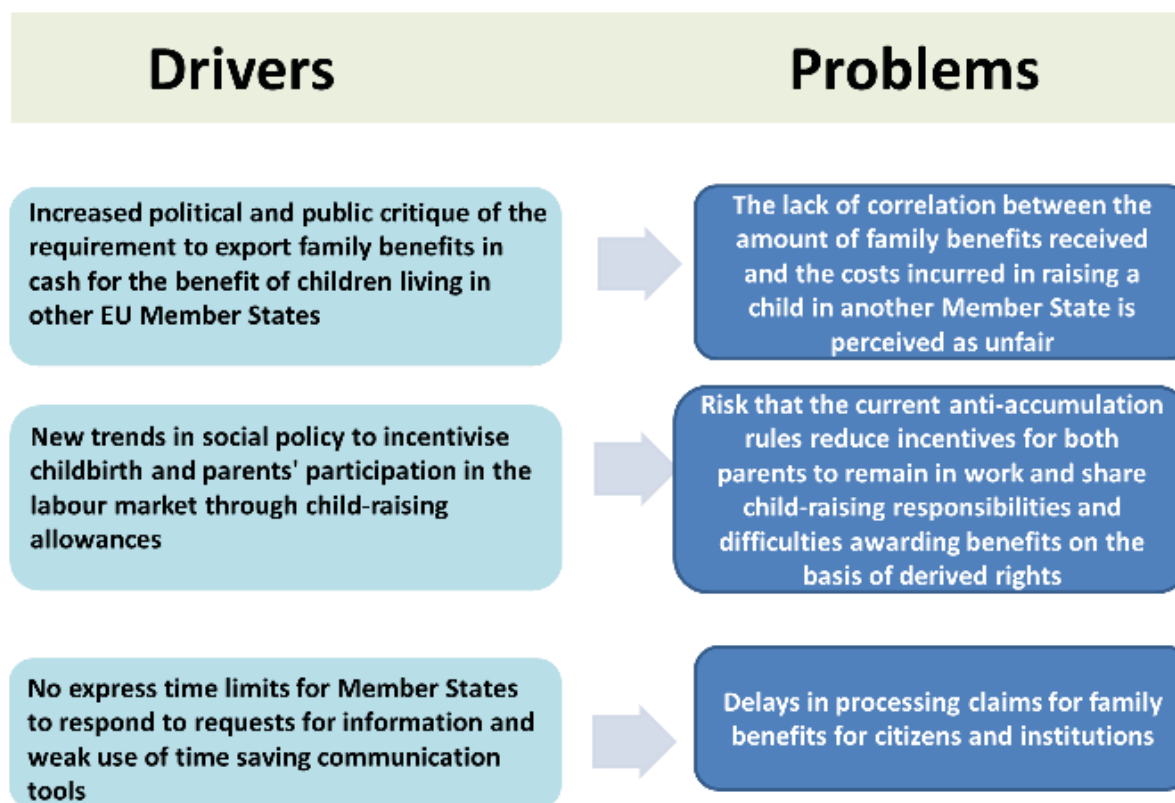 Drivers
Problems
Increased political and public critique of the
requirement to export family benefits in
cash for the benefit of children living in
other EU Member States
The lack of correlation between the
amount of family benefits received
and the costs incurred in raising a
child in another Member State is
perceived as unfair
New trends in social policy to incentivise
childbirth and parents' participation in the
labour market through child-raising
allowances
Risk that the current anti-accumulation
rules reduce incentives for both
parents to remain in work and share
child-raising responsibilities and
difficulties awarding benefits on the
basis of derived rights
No express time limits for Member States
to respond to requests for information and
weak use of time saving communication
tools
Delays in processing claims for family
benefits for citizens and institutions